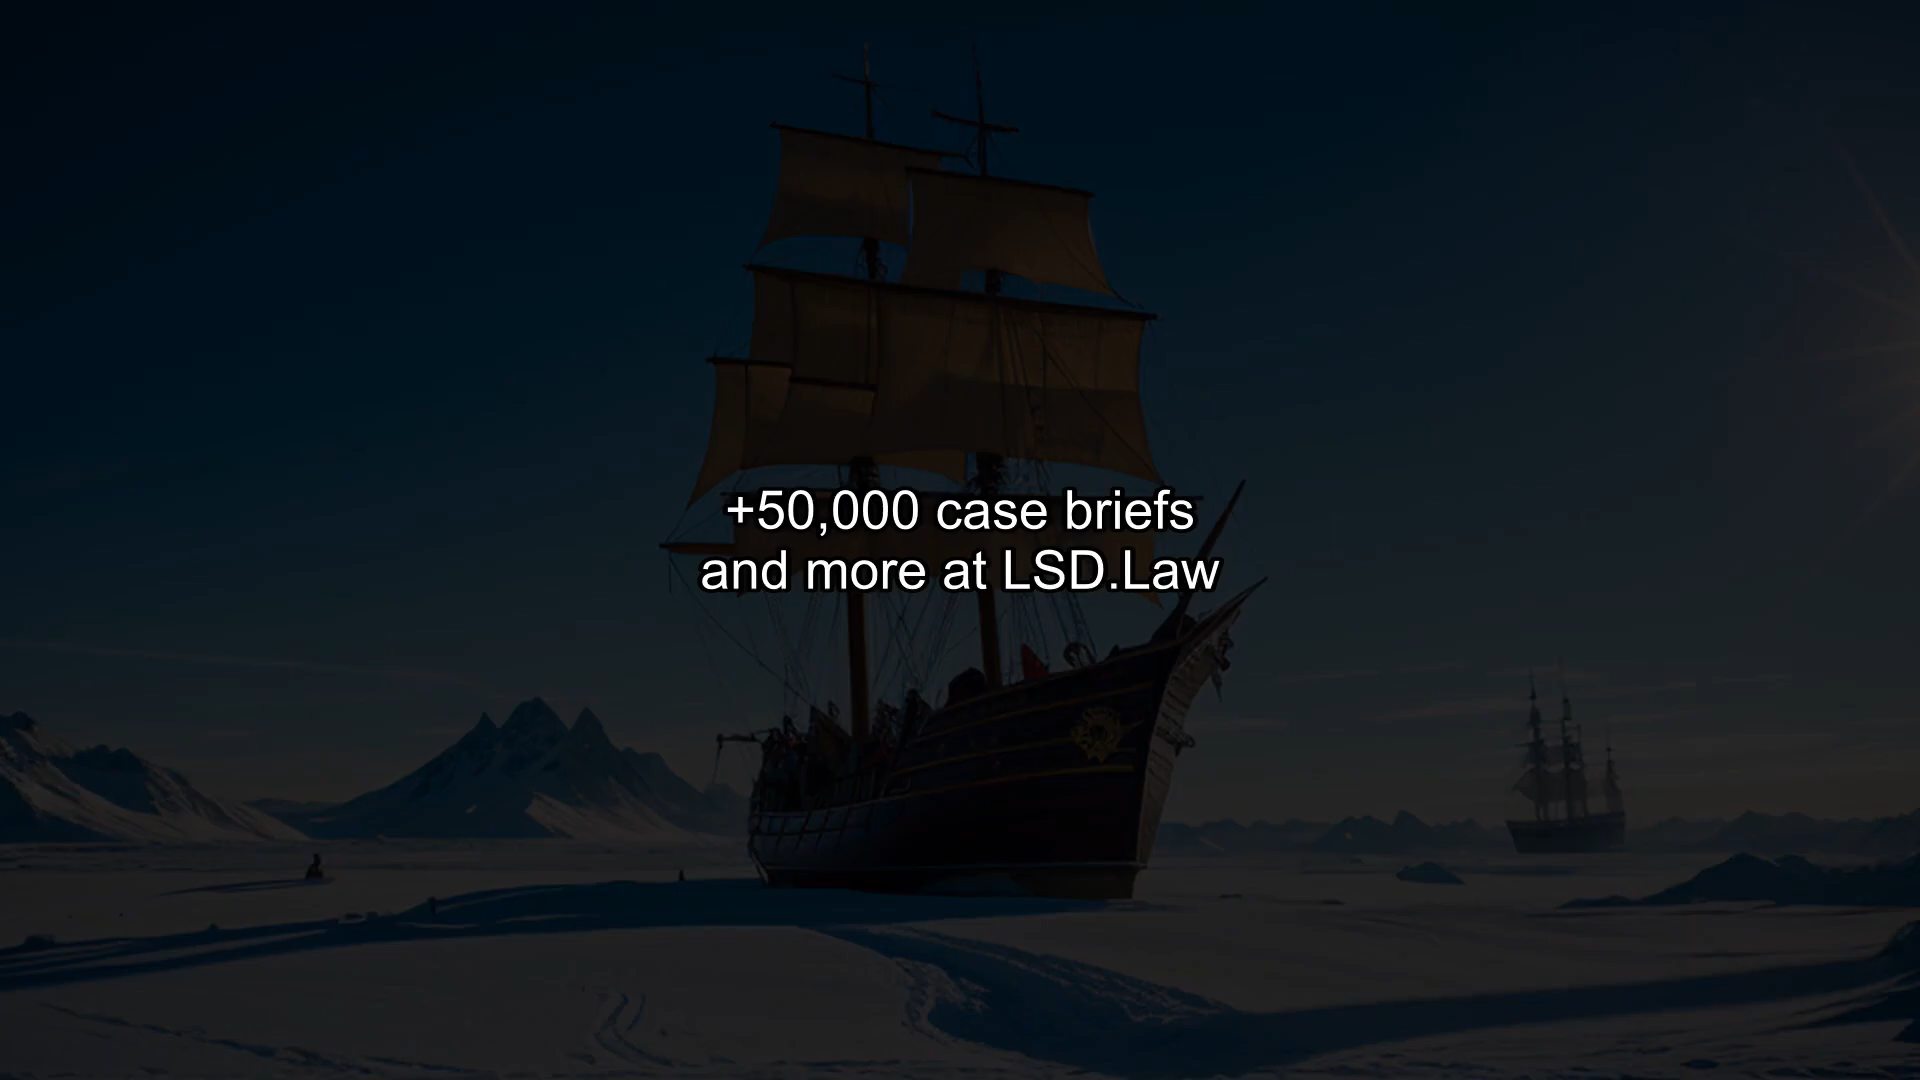 +50,000 case briefs
and more at LSD.Law